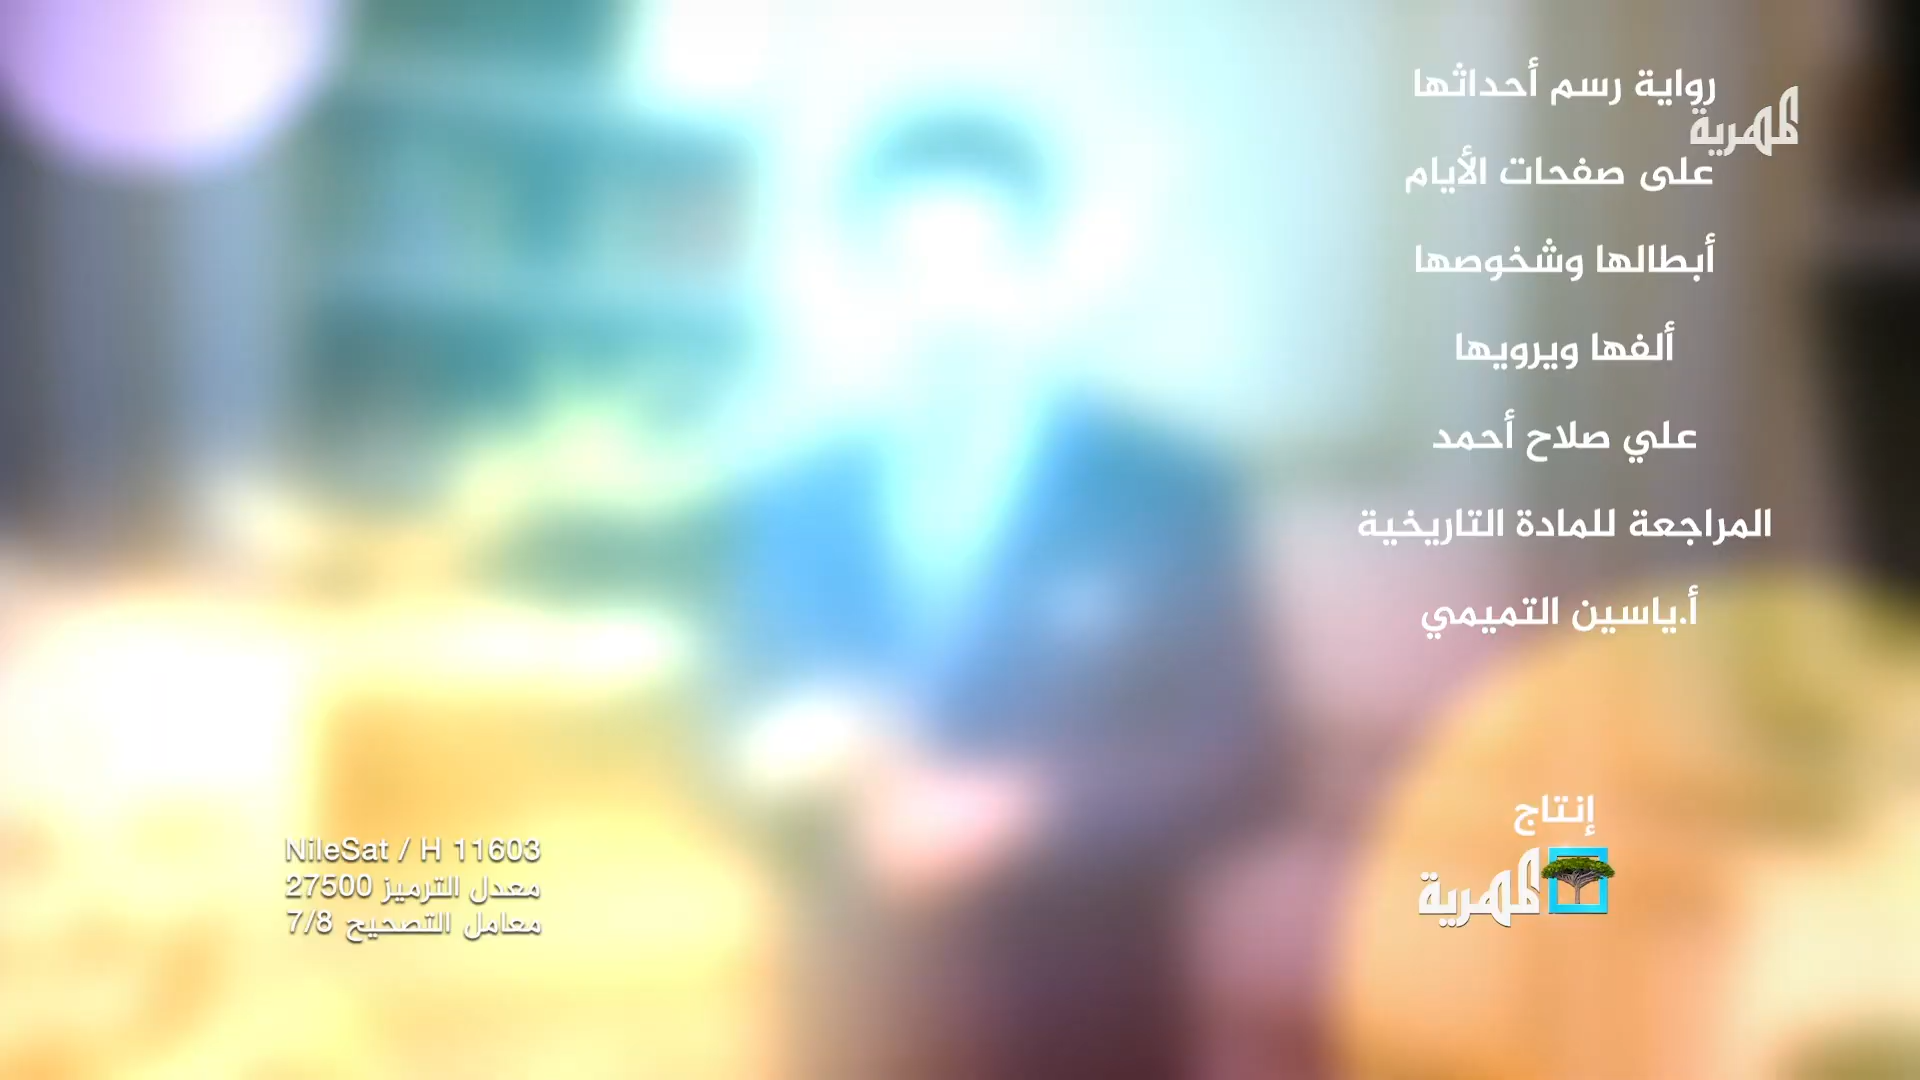 رواية رسم أحداثها
المهرية
على صفحات الأيام
أبطالها وشخوصها
ألفها ويرويها
علي صلاح أحمد
المراجعة للمادة التاريخية
أ.ياسين التميمي
إنتاج
المهرية
NileSat / H 11603
معدل الترميز 27500
معامل التصحيح 7/8